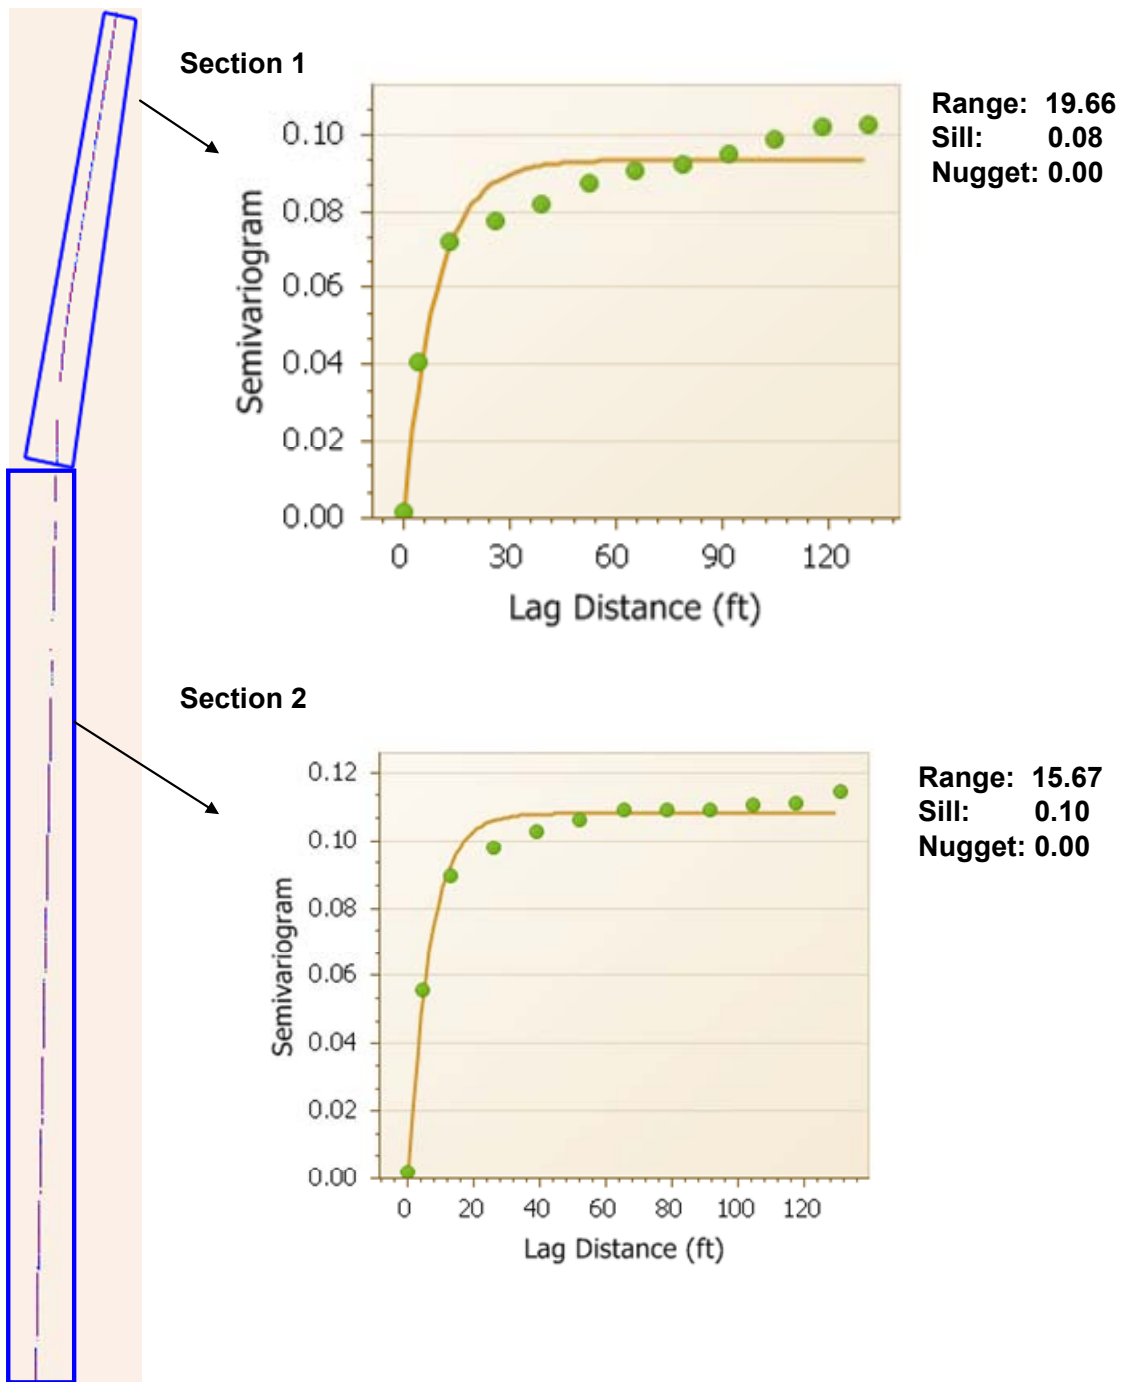 Section 1
Range: 19.66
Sill: 0.08
Nugget: 0.00
0.10
0.08
0.06
0.04
0.02
0.00
Semivariogram
0 30 60 90 120
Lag Distance (ft)
Section 2
Range: 15.67
Sill: 0.10
Nugget: 0.00
0.12
0.10
0.08
0.06
0.04
0.02
0.00
Semivariogram
0 20 40 60 80 100 120
Lag Distance (ft)